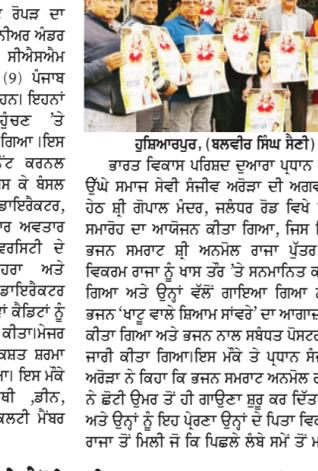 ਰੋਪੜ ਦਾ
ਨੀਅਰ ਅੰਡਰ
ਸੀਐਸਐਮ
(9) ਪੰਜਾਬ
ਹਨ। ਇਹਨਾਂ
ਹੁੰਚਣ 'ਤੇ
ਗਿਆ ।ਇਸ
ਨੈਂਟ ਕਰਨਲ
ਸ ਕੇ ਬੰਸਲ
ਡਾਇਰੈਕਟਰ,
ਾਰ ਅਵਤਾਰ
ਵਰਸਿਟੀ ਦੇ
ਹਰਾ ਅਤੇ
ਡਾਇਰੈਕਟਰ
ਾਂ ਕੈਡਿਟਾਂ ਨੂੰ
ਕੀਤਾ।ਮੇਜਰ
ਕਸ਼ਤ ਸ਼ਰਮਾ
ਆ। ਇਸ ਮੌਕੇ
ਥੀ ,ਡੀਨ,
ਕਲਟੀ ਮੈਂਬਰ
ਹੁਸ਼ਿਆਰਪੁਰ, (ਬਲਵੀਰ ਸਿੰਘ ਸੈਣੀ)
ਭਾਰਤ ਵਿਕਾਸ ਪਰਿਸ਼ਦ ਦੁਆਰਾ ਪ੍ਰਧਾਨ
ਉੱਘੇ ਸਮਾਜ ਸੇਵੀ ਸੰਜੀਵ ਅਰੋੜਾ ਦੀ ਅਗਵ
ਹੇਠ ਸ਼੍ਰੀ ਗੋਪਾਲ ਮੰਦਰ, ਜਲੰਧਰ ਰੋਡ ਵਿਖੇ
ਸਮਾਰੋਹ ਦਾ ਆਯੋਜਨ ਕੀਤਾ ਗਿਆ, ਜਿਸ
ਭਜਨ ਸਮਰਾਟ ਸ਼੍ਰੀ ਅਨਮੋਲ ਰਾਜਾ ਪੁੱਤਰ
ਵਿਕਰਮ ਰਾਜਾ ਨੂੰ ਖਾਸ ਤੌਰ 'ਤੇ ਸਨਮਾਨਿਤ ਕ
ਗਿਆ ਅਤੇ ਉਨ੍ਹਾਂ ਵੱਲੋਂ ਗਾਇਆ ਗਿਆ
ਭਜਨ 'ਖਾਟੂ ਵਾਲੇ ਸ਼ਿਆਮ ਸਾਂਵਰੇ' ਦਾ ਆਗਾਜ਼
ਕੀਤਾ ਗਿਆ ਅਤੇ ਭਜਨ ਨਾਲ ਸਬੰਧਤ ਪੋਸਟਰ
ਜਾਰੀ ਕੀਤਾ ਗਿਆ।ਇਸ ਮੌਕੇ ਤੇ ਪ੍ਰਧਾਨ ਸੰਜ
ਅਰੋੜਾ ਨੇ ਕਿਹਾ ਕਿ ਭਜਨ ਸਮਰਾਟ ਅਨਮੋਲ ਰ
ਨੇ ਛੋਟੀ ਉਮਰ ਤੋਂ ਹੀ ਗਾਉਣਾ ਸ਼ੁਰੂ ਕਰ ਦਿੱਤ
ਅਤੇ ਉਨ੍ਹਾਂ ਨੂੰ ਇਹ ਪ੍ਰੇਰਣਾ ਉਨ੍ਹਾਂ ਦੇ ਪਿਤਾ ਵਿਕ
ਰਾਜਾ ਤੋਂ ਮਿਲੀ ਜੋ ਕਿ ਪਿਛਲੇ ਲੰਬੇ ਸਮੇਂ ਤੋਂ ਮ